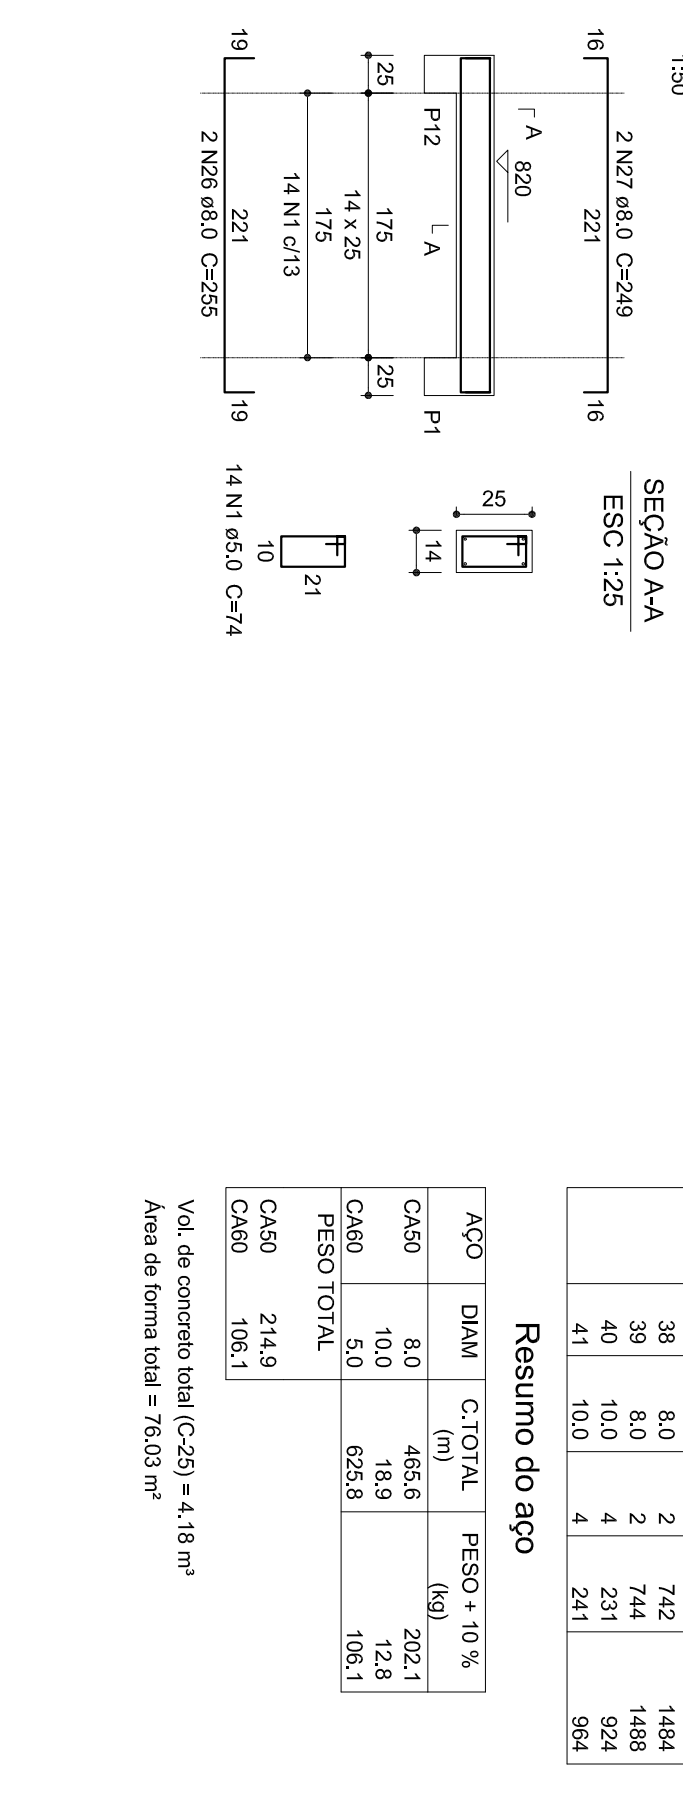 1:50
2 N27 ø8.0  C=249
16
221
16
A
820
P12
A
P1
25
175
25
14 x 25
175
14 N1 c/13
19
221
19
2 N26 ø8.0  C=255
SEÇÃO A-A
ESC 1:25
25
14
21
10
14 N1 ø5.0  C=74
38 8.0 2 742 1484
39 8.0 2 744 1488
40 10.0 4 231 924
41 10.0 4 241 964
Resumo do aço
AÇO DIAM C.TOTAL PESO + 10 %
(m) (kg)
CA50 8.0 465.6 202.1
10.0 18.9 12.8
CA60 5.0 625.8 106.1
PESO TOTAL
CA50 214.9
CA60 106.1
Vol. de concreto total (C-25) = 4.18 m³
Área de forma total = 76.03 m²